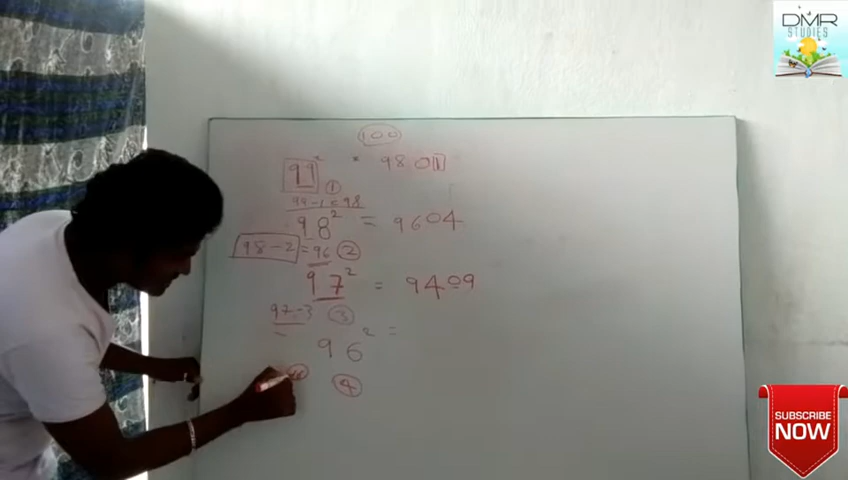 DMR
STUDIES
100
99² = 9801
①
99-1 = 98
98² = 9604
98-2 = 96 ②
97² = 9409
97-3 ③
=
96² =
④
SUBSCRIBE
NOW